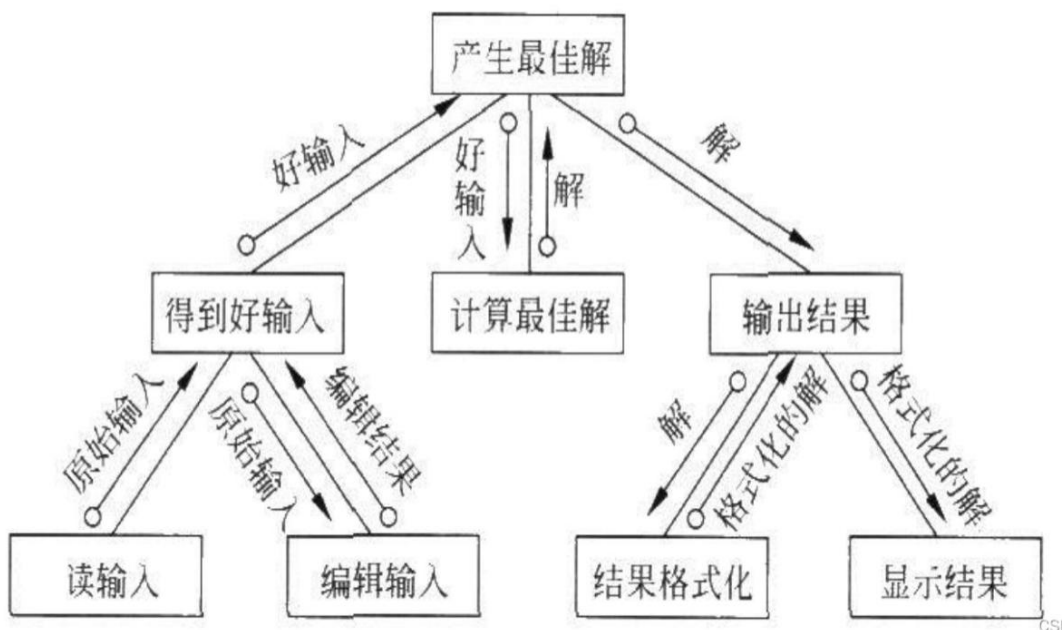 产生最佳解
好输入
好输入
解
解
得到好输入
计算最佳解
输出结果
原始输入
原始输入
编辑结果
解
格式化的解
格式化的解
读输入
编辑输入
结果格式化
显示结果